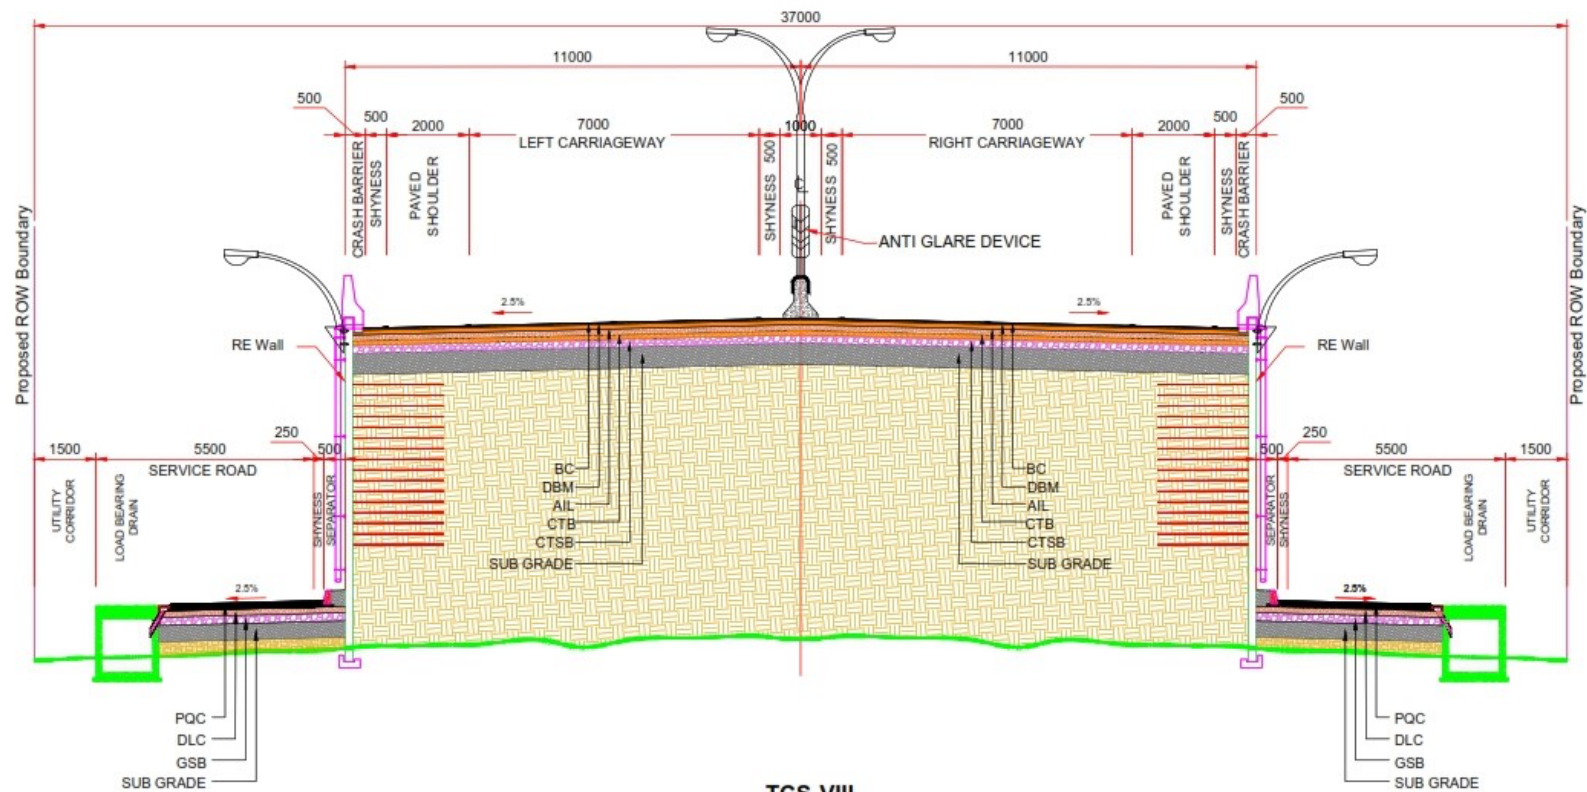 37000
11000 11000
500 500
500 2000 7000 1000 7000 2000 500
LEFT CARRIAGEWAY RIGHT CARRIAGEWAY
CRASH BARRIER
SHYNESS
PAVED
SHOULDER
SHYNESS 500
SHYNESS 500
PAVED
SHOULDER
SHYNESS
CRASH BARRIER
ANTI GLARE DEVICE
Proposed ROW Boundary
Proposed ROW Boundary
2.5% 2.5%
RE Wall RE Wall
1500 5500 250 500 500 250 5500 1500
SERVICE ROAD SERVICE ROAD
UTILITY
CORRIDOR
LOAD BEARING
DRAIN
SHYNESS
SEPARATOR
SEPARATOR
SHYNESS
LOAD BEARING
DRAIN
UTILITY
CORRIDOR
BC BC
DBM DBM
AIL AIL
CTB CTB
CTSB CTSB
SUB GRADE SUB GRADE
2.5% 2.5%
PQC PQC
DLC DLC
GSB GSB
SUB GRADE SUB GRADE
TCS-VIII